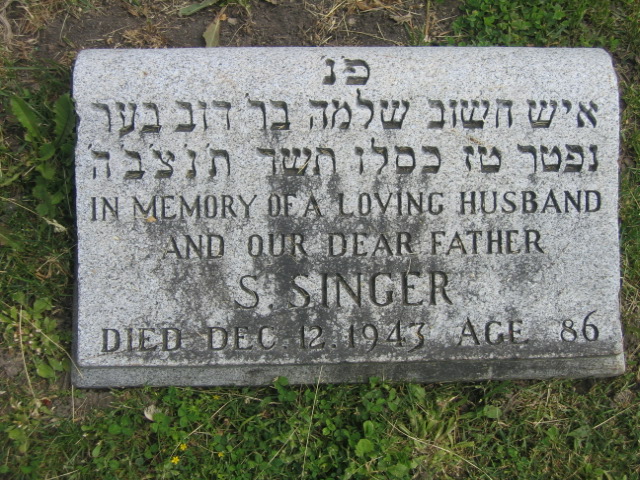 פנ
איש חשוב שלמה בר' דוב בער
נפטר טז כסלו תשד ת'נ'צ'ב'ה'
IN MEMORY OF A LOVING HUSBAND
AND OUR DEAR FATHER
S. SINGER
DIED DEC. 12, 1943 AGE 86